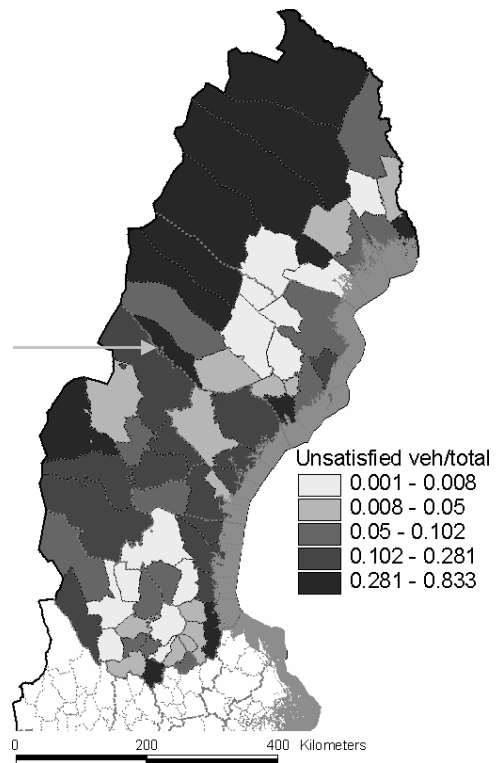 Unsatisfied veh/total
0.001 - 0.008
0.008 - 0.05
0.05 - 0.102
0.102 - 0.281
0.281 - 0.833
0 200 400 Kilometers